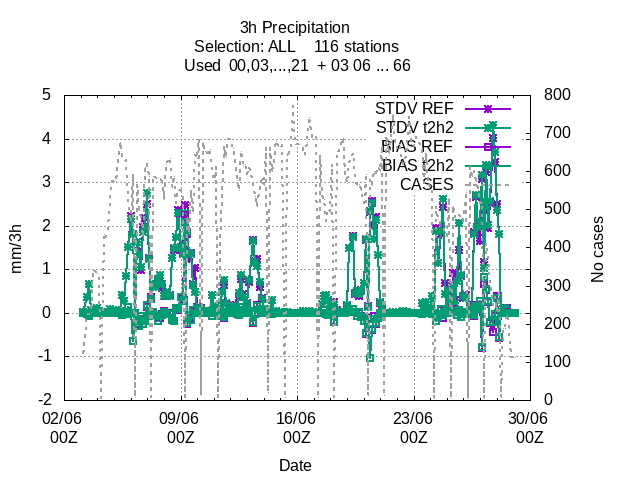 3h Precipitation
Selection: ALL    116 stations
Used  00,03,...,21  + 03 06 ... 66
STDV REF
STDV t2h2
BIAS REF
BIAS t2h2
CASES
5
4
3
2
1
0
-1
-2
800
700
600
500
400
300
200
100
0
mm/3h
No cases
02/06 09/06 16/06 23/06 30/06
00Z 00Z 00Z 00Z 00Z
Date